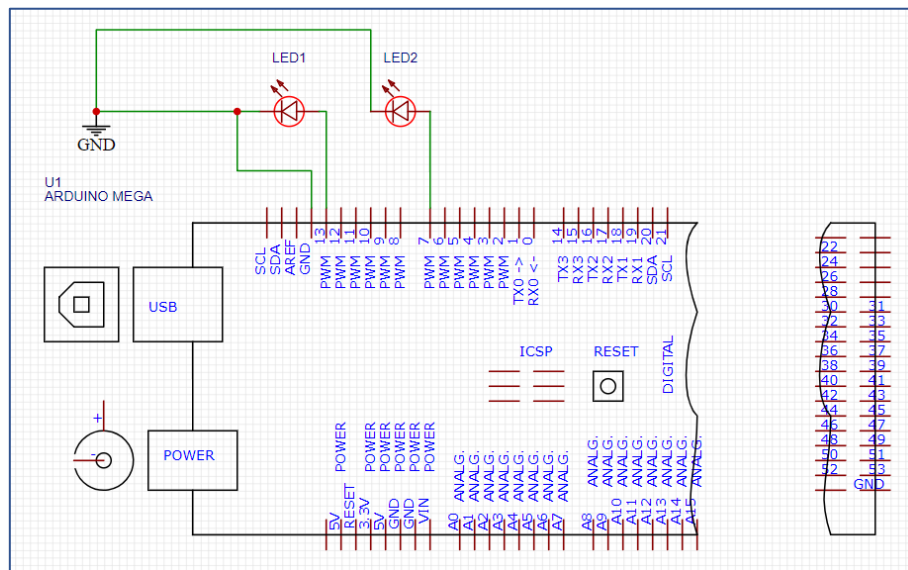 LED1
LED2
GND
U1
ARDUINO MEGA
SCL
SDA
AREF
GND
13 PWM
12 PWM
11 PWM
10 PWM
9 PWM
8 PWM
7 PWM
6 PWM
5 PWM
4 PWM
3 PWM
2 PWM
1 TX0 ->
0 RX0 <-
14 TX3
15 RX3
16 TX2
17 RX2
18 TX1
19 RX1
20 SDA
21 SCL
USB
ICSP
RESET
DIGITAL
+
-
POWER
5V POWER
RESET
3.3V POWER
5V POWER
GND POWER
GND POWER
VIN POWER
A0 ANALG.
A1 ANALG.
A2 ANALG.
A3 ANALG.
A4 ANALG.
A5 ANALG.
A6 ANALG.
A7 ANALG.
A8 ANALG.
A9 ANALG.
A10 ANALG.
A11 ANALG.
A12 ANALG.
A13 ANALG.
A14 ANALG.
A15 ANALG.
22
24
26
28
30 31
32 33
34 35
36 37
38 39
40 41
42 43
44 45
46 47
48 49
50 51
52 53
GND